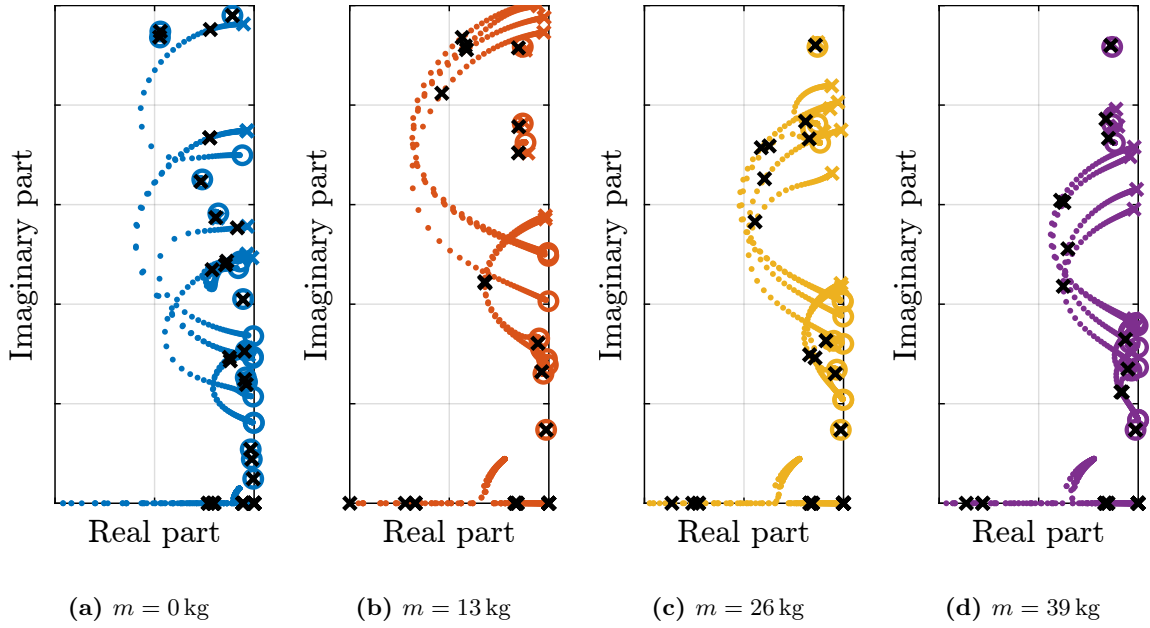 Imaginary part
Imaginary part
Imaginary part
Imaginary part
Real part
Real part
Real part
Real part
(a) m = 0 kg
(b) m = 13 kg
(c) m = 26 kg
(d) m = 39 kg